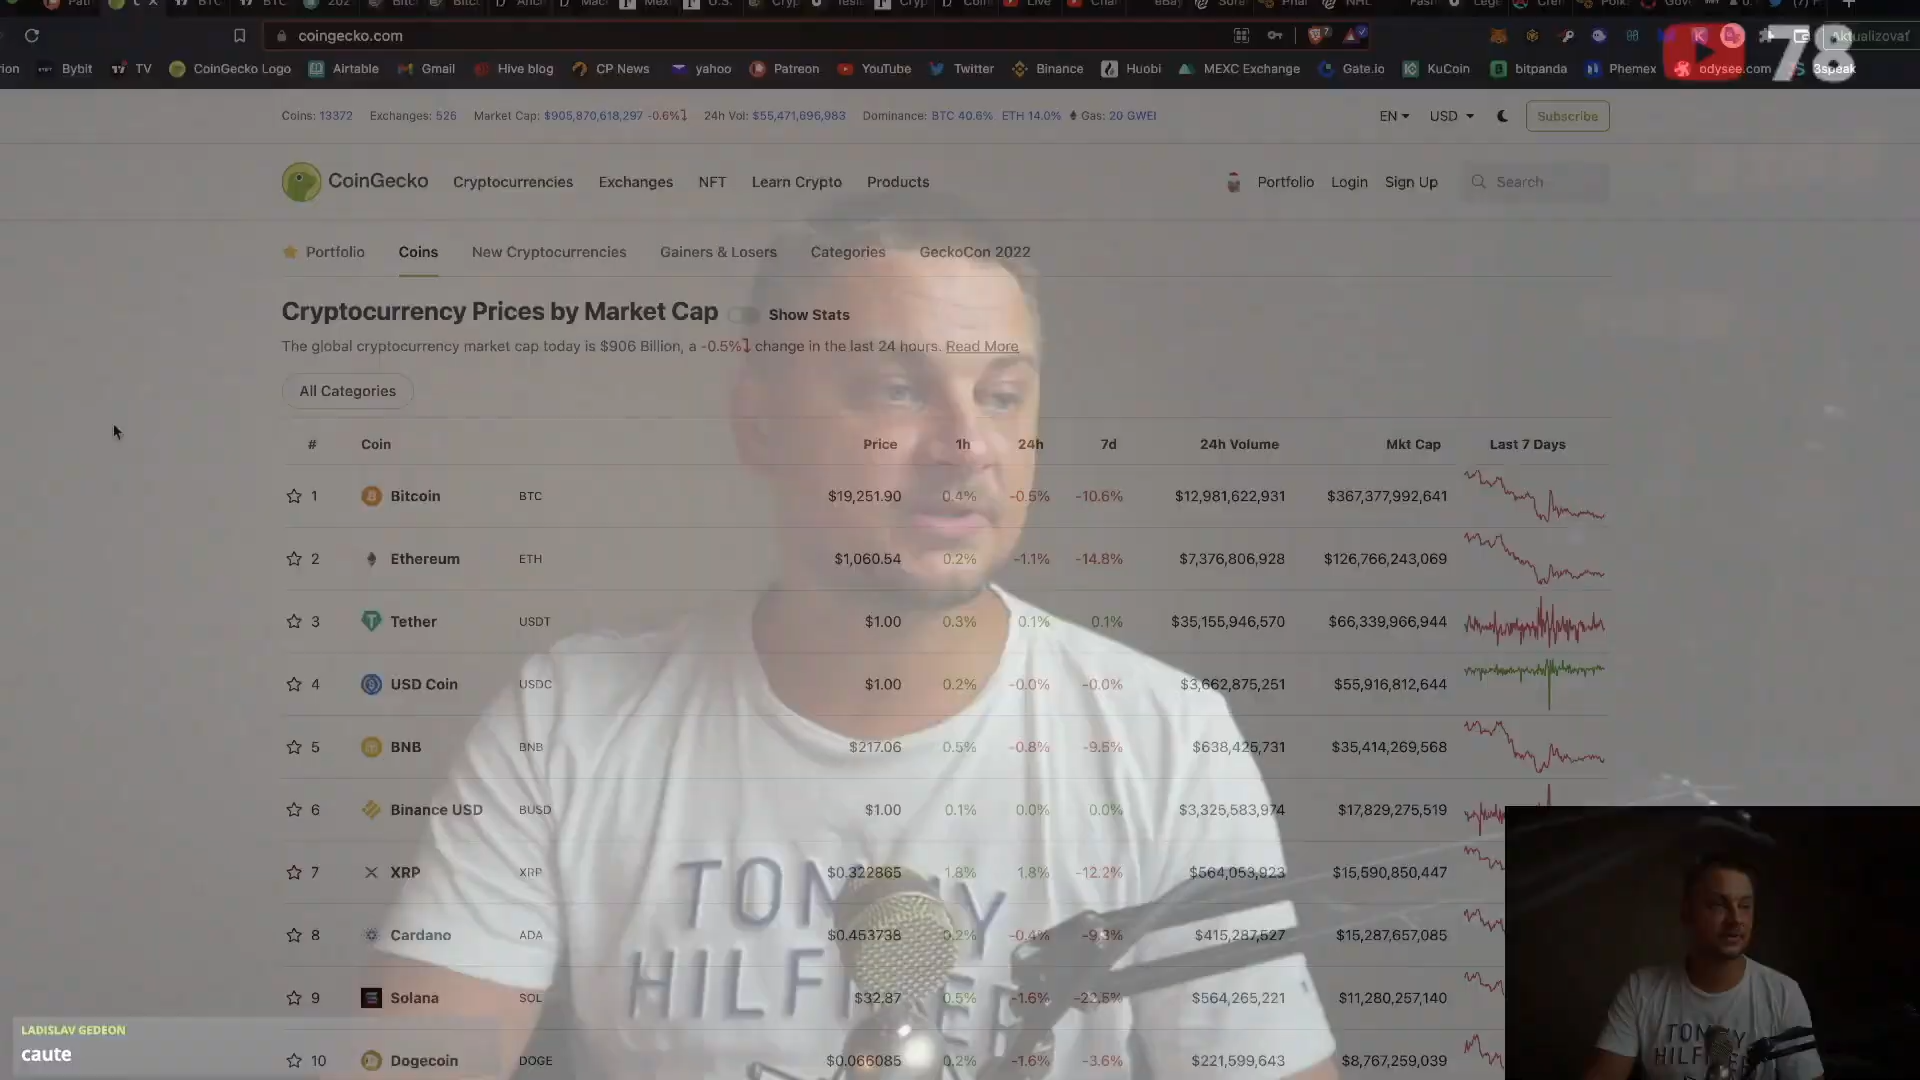 coingecko.com
Aktualizovať
78
Bybit TV CoinGecko Logo Airtable Gmail Hive blog CP News yahoo Patreon YouTube Twitter Binance Huobi MEXC Exchange Gate.io KuCoin bitpanda Phemex odysee.com 3speak
Coins: 13372 Exchanges: 526 Market Cap: $905,870,618,297 -0.6% 24h Vol: $55,471,696,983 Dominance: BTC 40.6% ETH 14.0% Gas: 20 GWEI EN USD Subscribe
CoinGecko Cryptocurrencies Exchanges NFT Learn Crypto Products Portfolio Login Sign Up Search
Portfolio Coins New Cryptocurrencies Gainers & Losers Categories GeckoCon 2022
Cryptocurrency Prices by Market Cap Show Stats
The global cryptocurrency market cap today is $906 Billion, a -0.5% change in the last 24 hours. Read More
All Categories
# Coin Price 1h 24h 7d 24h Volume Mkt Cap Last 7 Days
1 Bitcoin BTC $19,251.90 0.4% -0.5% -10.6% $12,981,622,931 $367,377,992,641
2 Ethereum ETH $1,060.54 0.2% -1.1% -14.8% $7,376,806,928 $126,766,243,069
3 Tether USDT $1.00 0.3% 0.1% 0.1% $35,155,946,570 $66,339,966,944
4 USD Coin USDC $1.00 0.2% -0.0% -0.0% $3,662,875,251 $55,916,812,644
5 BNB BNB $217.06 0.5% -0.8% -9.5% $638,425,731 $35,414,269,568
6 Binance USD BUSD $1.00 0.1% 0.0% 0.0% $3,325,583,974 $17,829,275,519
7 XRP XRP $0.322865 1.8% 1.8% -12.2% $564,053,923 $15,590,850,447
8 Cardano ADA $0.453738 0.2% -0.4% -9.3% $415,287,527 $15,287,657,085
9 Solana SOL $32.87 0.5% -1.6% -22.5% $564,265,221 $11,280,257,140
10 Dogecoin DOGE $0.066085 0.2% -1.6% -3.6% $221,599,643 $8,767,259,039
TOMMY
HILFI
LADISLAV GEDEON
caute
TOMM
HILF